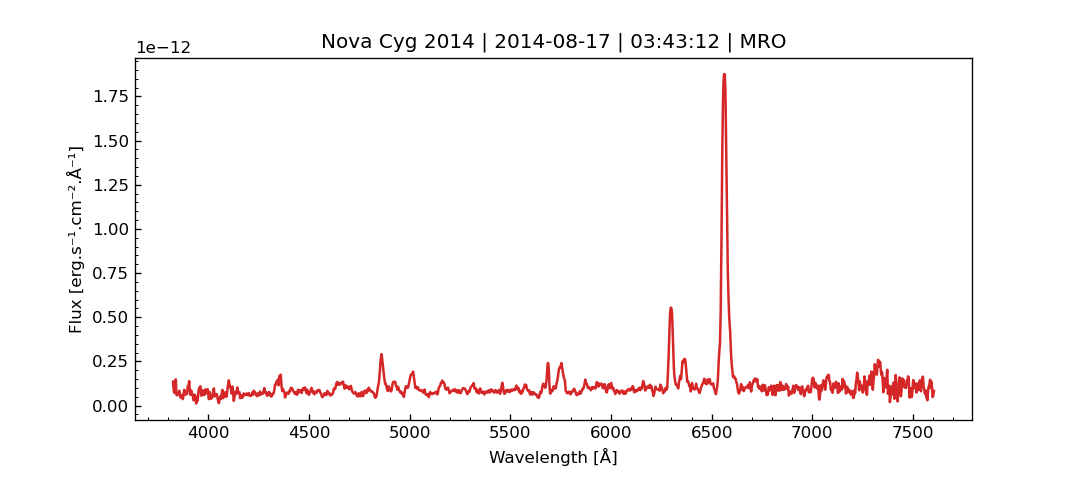 Nova Cyg 2014 | 2014-08-17 | 03:43:12 | MRO
1e−12
1.75
1.50
1.25
1.00
0.75
0.50
0.25
0.00
Flux [erg.s⁻¹.cm⁻².Å⁻¹]
4000 4500 5000 5500 6000 6500 7000 7500
Wavelength [Å]